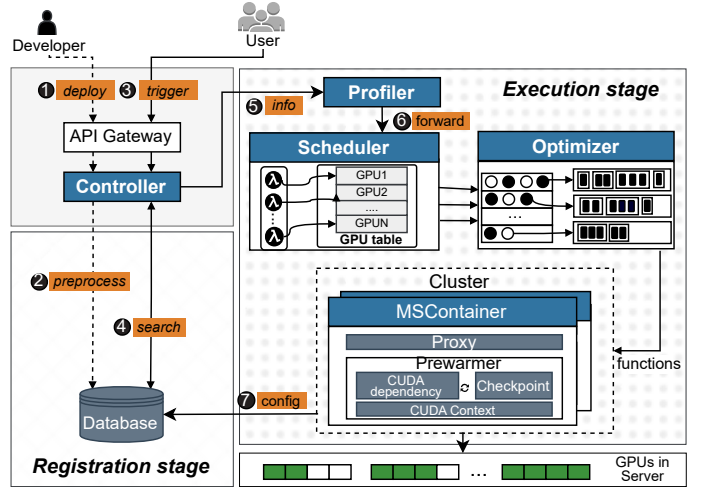 Developer
User
1 deploy
3 trigger
API Gateway
Controller
2 preprocess
4 search
Database
Registration stage
5 info
Profiler
Execution stage
6 forward
Scheduler
λ
λ
λ
GPU1
GPU2
....
GPUN
GPU table
Optimizer
...
Cluster
MSContainer
Proxy
Prewarmer
CUDA
dependency
Checkpoint
CUDA Context
functions
7 config
...
GPUs in
Server